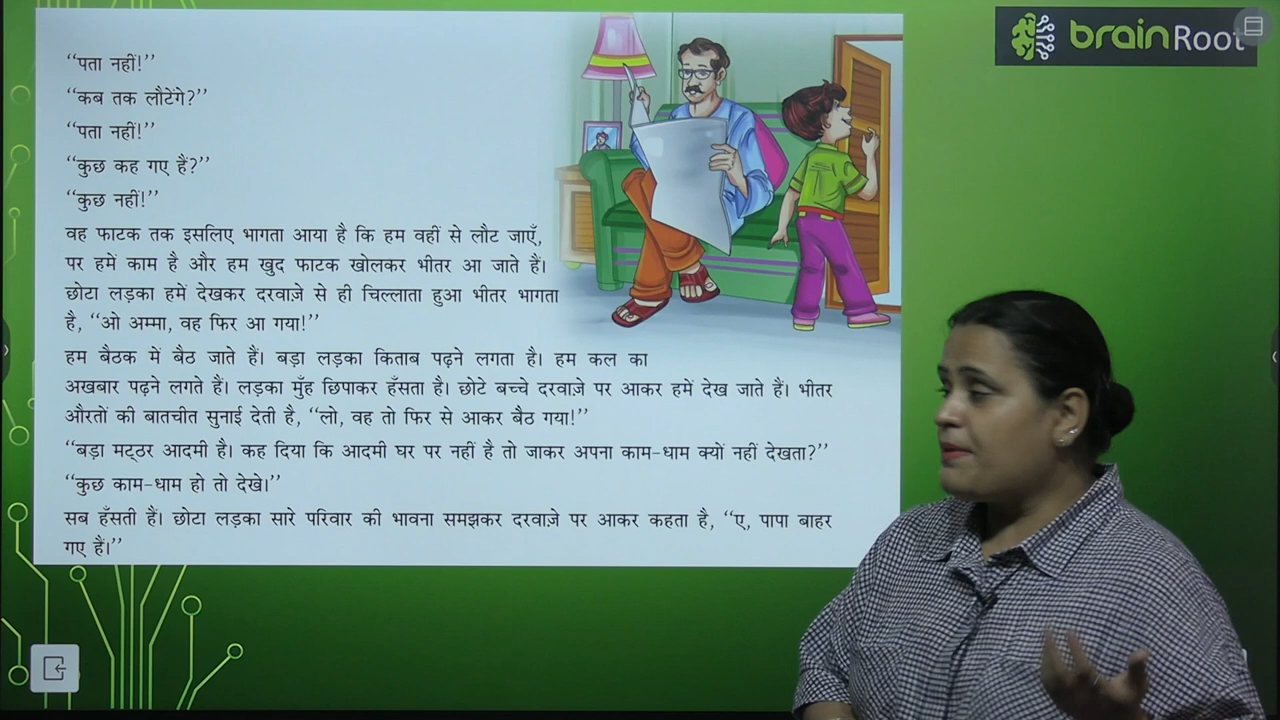 brainRoot
“पता नहीं!”
“कब तक लौटेंगे?”
“पता नहीं!”
“कुछ कह गए हैं?”
“कुछ नहीं!”
वह फाटक तक इसलिए भागता आया है कि हम वहीं से लौट जाएँ,
पर हमें काम है और हम खुद फाटक खोलकर भीतर आ जाते हैं।
छोटा लड़का हमें देखकर दरवाज़े से ही चिल्लाता हुआ भीतर भागता
है, “ओ अम्मा, वह फिर आ गया!”
हम बैठक में बैठ जाते हैं। बड़ा लड़का किताब पढ़ने लगता है। हम कल का
अखबार पढ़ने लगते हैं। लड़का मुँह छिपाकर हँसता है। छोटे बच्चे दरवाज़े पर आकर हमें देख जाते हैं। भीतर
औरतों की बातचीत सुनाई देती है, “लो, वह तो फिर से आकर बैठ गया!”
“बड़ा मट्ठर आदमी है। कह दिया कि आदमी घर पर नहीं है तो जाकर अपना काम-धाम क्यों नहीं देखता?”
“कुछ काम-धाम हो तो देखे।”
सब हँसती हैं। छोटा लड़का सारे परिवार की भावना समझकर दरवाज़े पर आकर कहता है, “ए, पापा बाहर
गए हैं।”